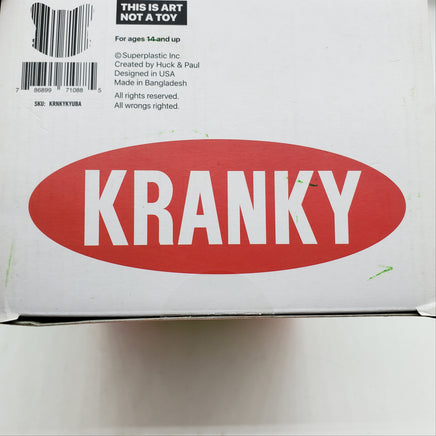 THIS IS ART
NOT A TOY
For ages 14 and up
©Superplastic Inc
Created by Huck & Paul
Designed in USA
Made in Bangladesh
All rights reserved.
All wrongs righted.
7 86899 71088 5
SKU: KRNKYKYUBA
KRANKY